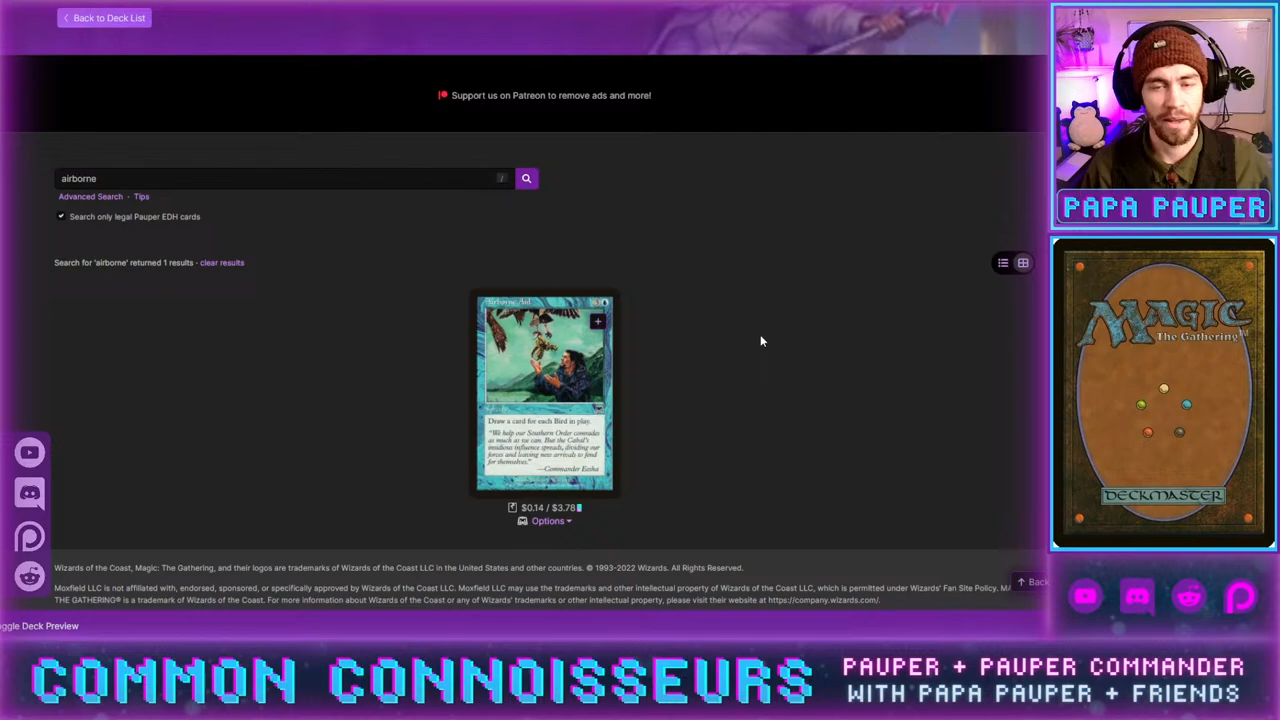 Back to Deck List
Support us on Patreon to remove ads and more!
airborne
/
Advanced Search · Tips
Search only legal Pauper EDH cards
Search for 'airborne' returned 1 results · clear results
Airborne Aid
Draw a card for each Bird in play.
"We help our Southern Order comrades
as much as we can. But the Cabal's
insidious influence spreads, dividing our
forces and leaving new arrivals to fend
for themselves."
—Commander Eesha
$0.14 / $3.78
Options
Wizards of the Coast, Magic: The Gathering, and their logos are trademarks of Wizards of the Coast LLC in the United States and other countries. © 1993-2022 Wizards. All Rights Reserved.
Moxfield LLC is not affiliated with, endorsed, sponsored, or specifically approved by Wizards of the Coast LLC. Moxfield LLC may use the trademarks and other intellectual property of Wizards of the Coast LLC, which is permitted under Wizards' Fan Site Policy. MA
THE GATHERING® is a trademark of Wizards of the Coast. For more information about Wizards of the Coast or any of Wizards' trademarks or other intellectual property, please visit their website at https://company.wizards.com/.
Back
oggle Deck Preview
PAPA PAUPER
MAGIC
The Gathering
DECKMASTER
COMMON CONNOISSEURS
PAUPER + PAUPER COMMANDER
WITH PAPA PAUPER + FRIENDS